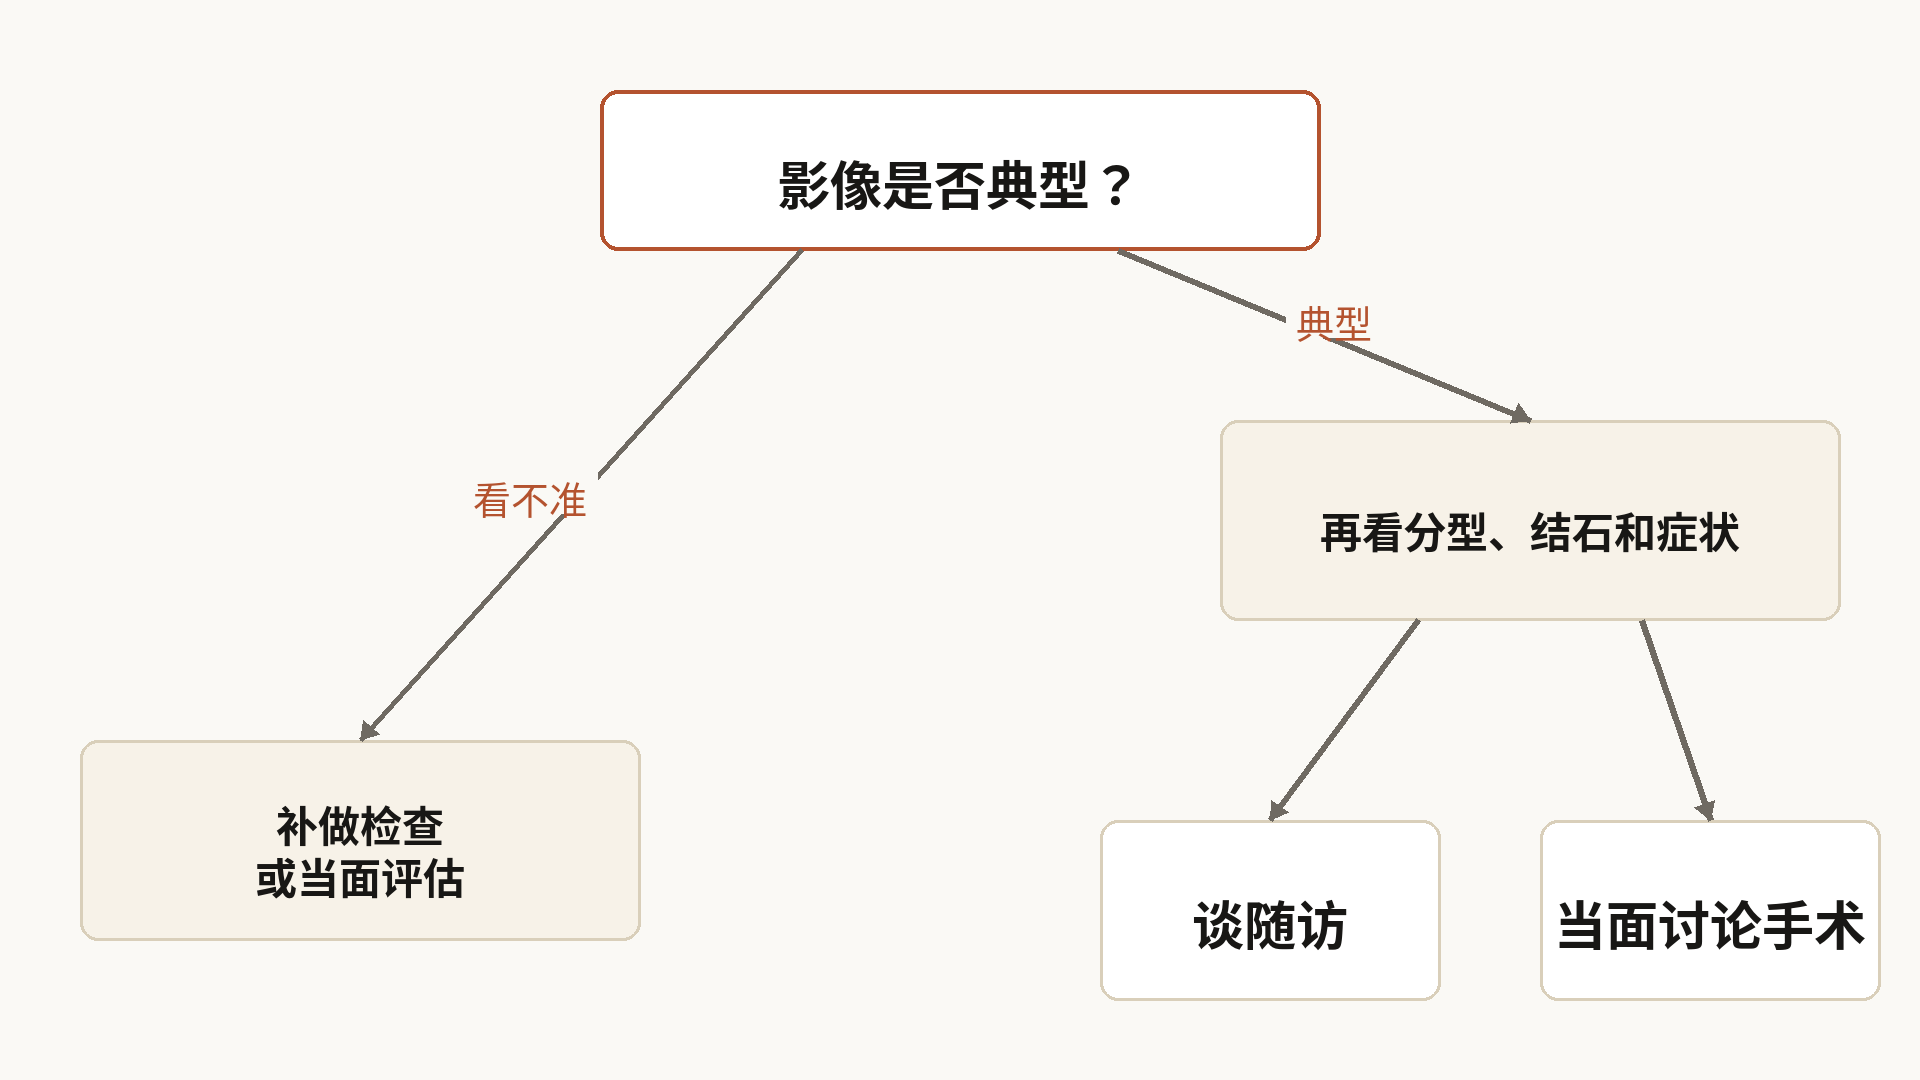 影像是否典型？
典型
看不准
再看分型、结石和症状
补做检查
或当面评估
谈随访
当面讨论手术